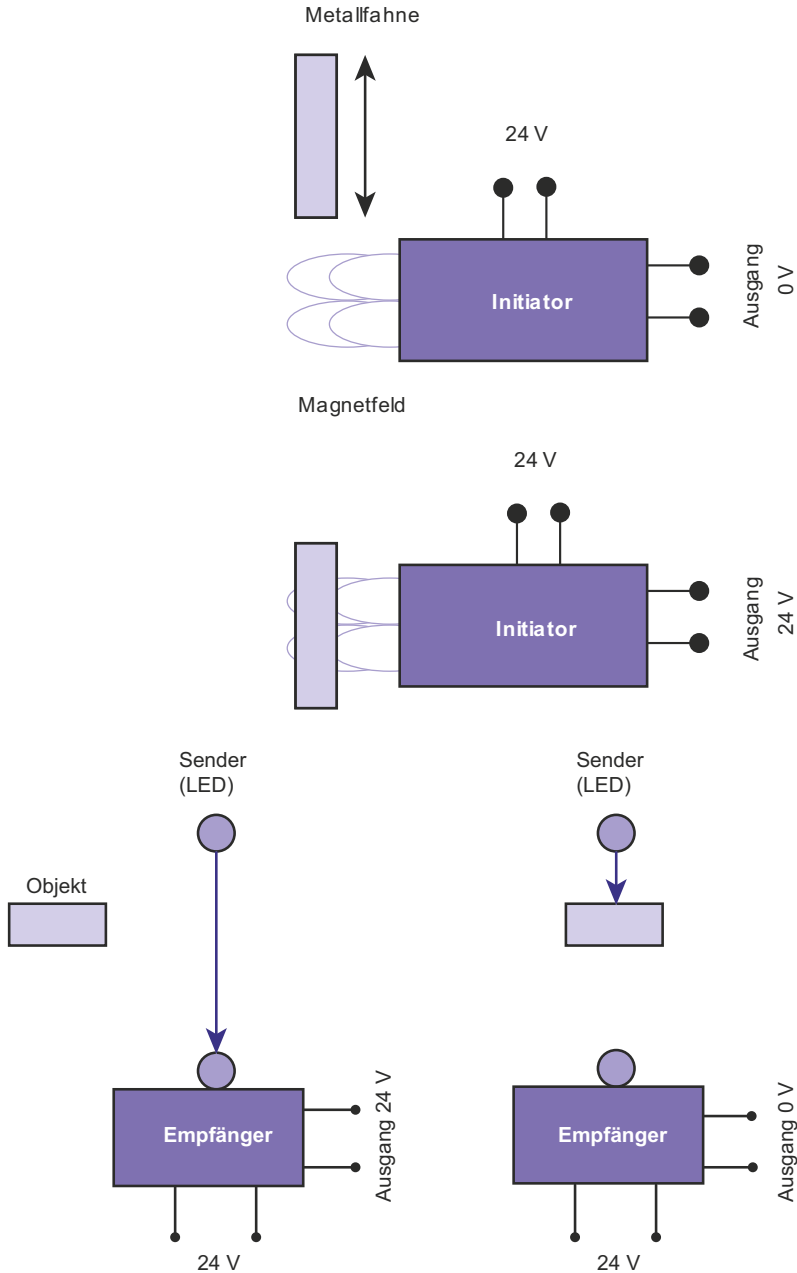 Metallfahne
24 V
Initiator
Ausgang
0 V
Magnetfeld
24 V
Initiator
Ausgang
24 V
Sender
(LED)
Sender
(LED)
Objekt
Empfänger
Ausgang 24 V
Empfänger
Ausgang 0 V
24 V
24 V